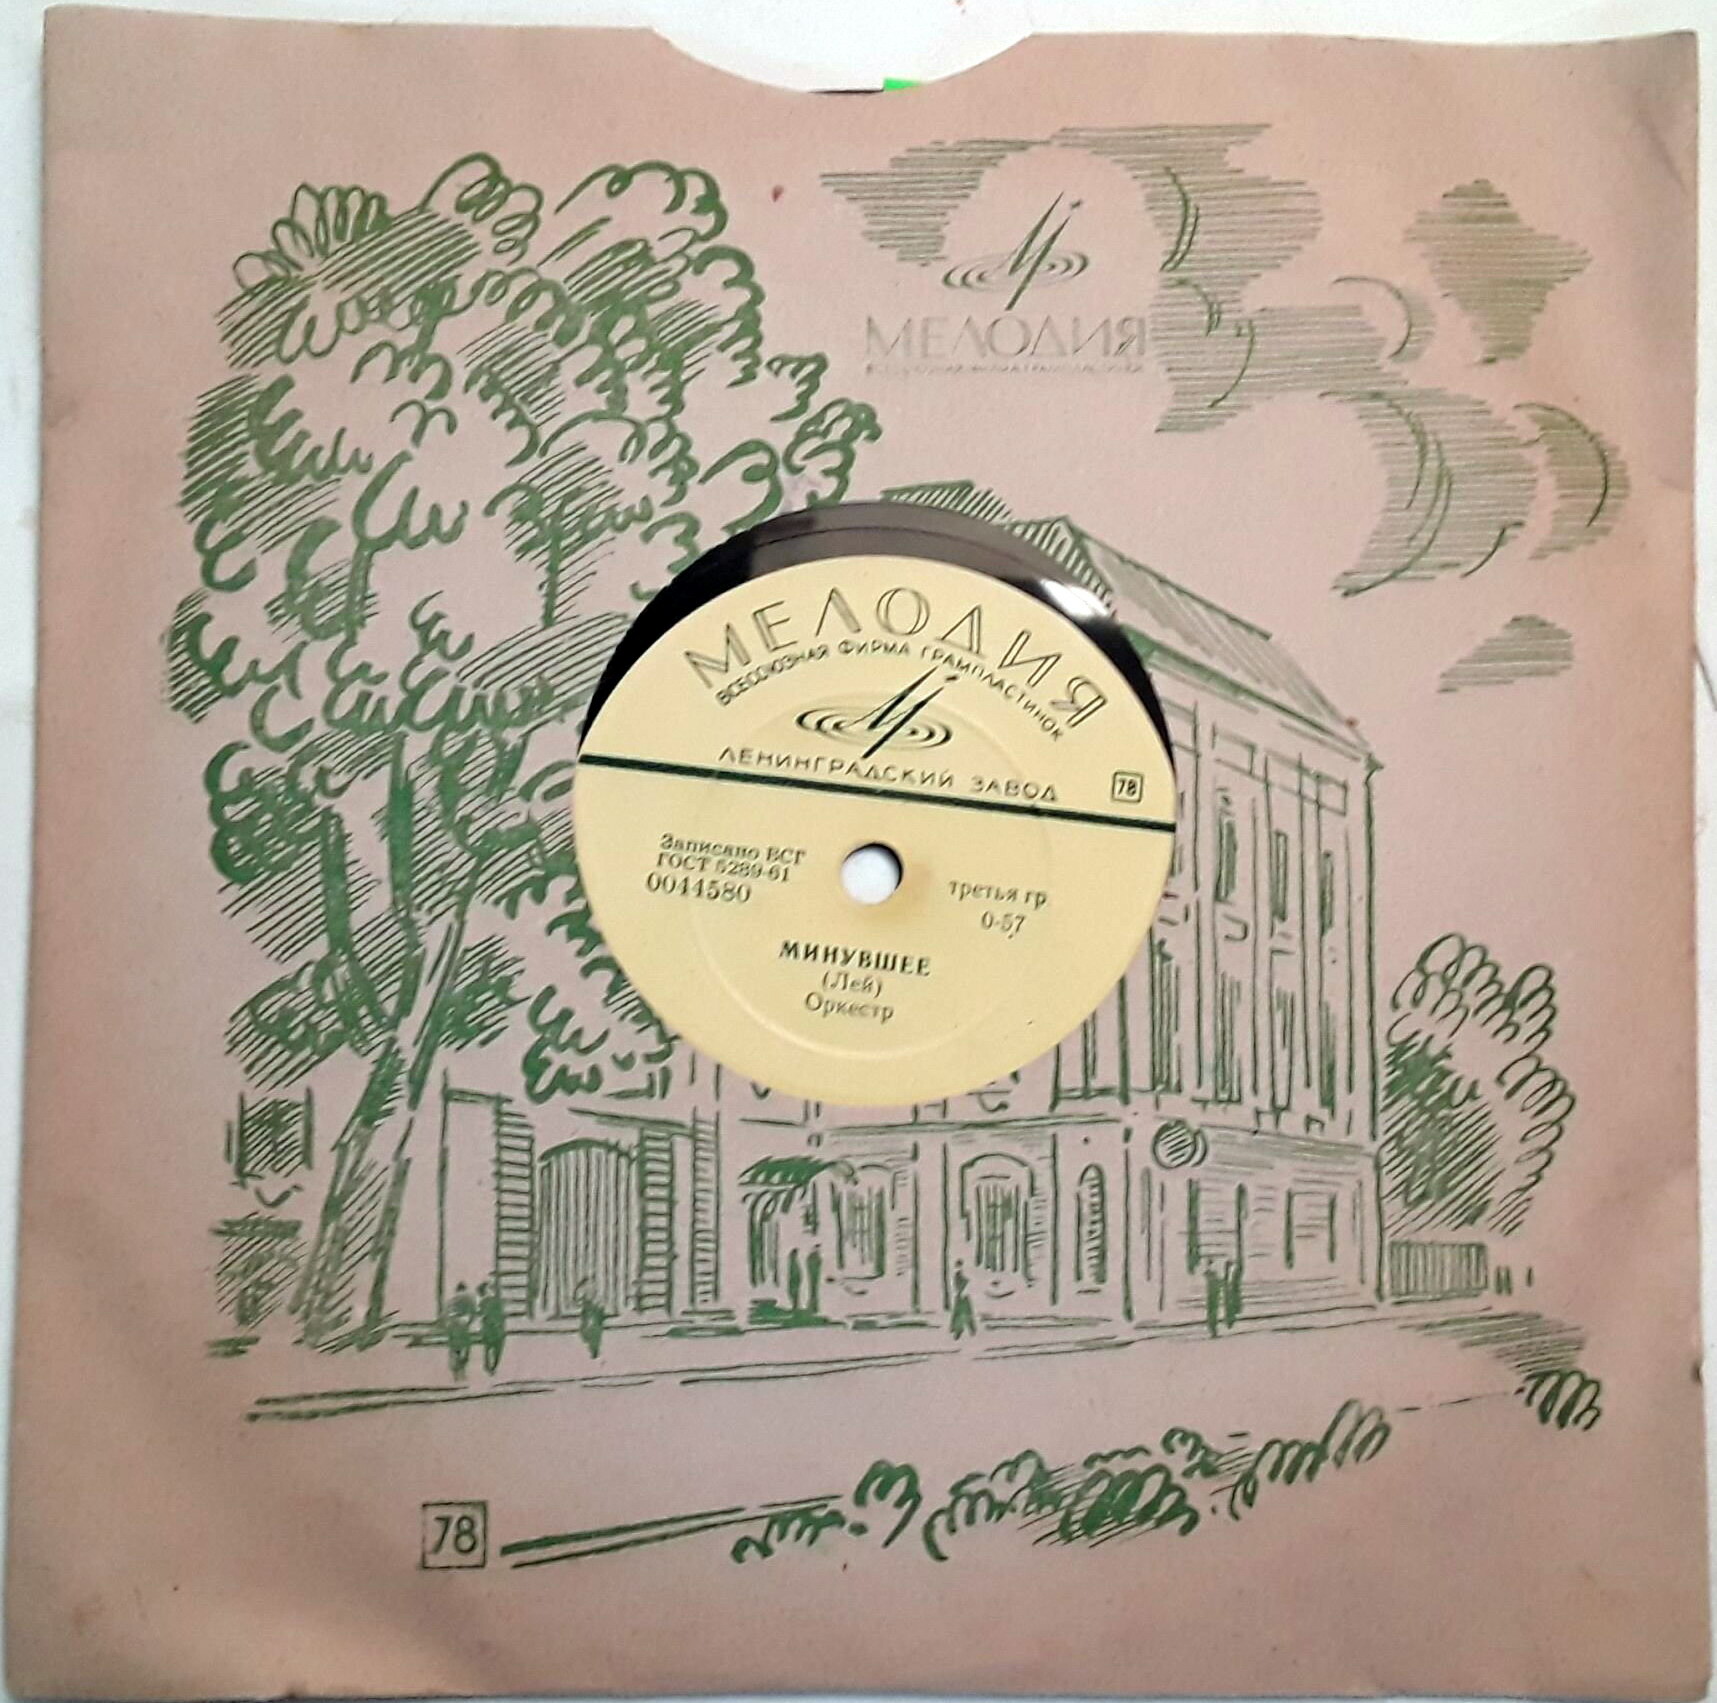 МЕЛОДИЯ
МЕЛОДИЯ
ВСЕСОЮЗНАЯ ФИРМА ГРАМПЛАСТИНОК
ЛЕНИНГРАДСКИЙ ЗАВОД
78
Записано ВСГ
ГОСТ 5289-61
0044580
третья гр.
0-57
МИНУВШЕЕ
(Лей)
Оркестр
78